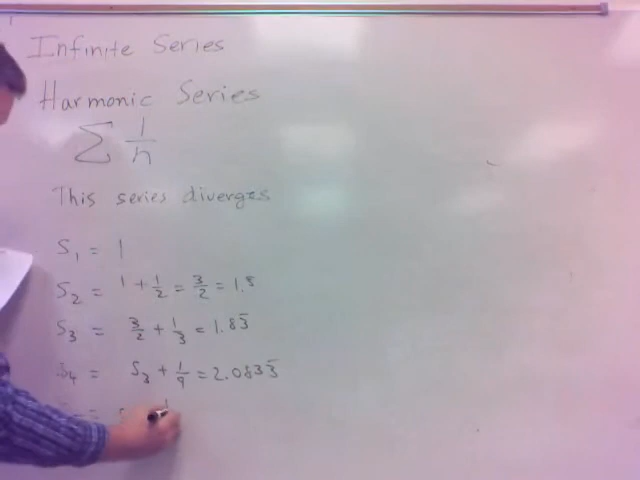 Infinite Series
Harmonic Series
∑ 1/n
This series diverges
S₁ = 1
S₂ = 1 + 1/2 = 3/2 = 1.5
S₃ = 3/2 + 1/3 = 1.83̅
S₄ = S₃ + 1/4 = 2.083̅3̅